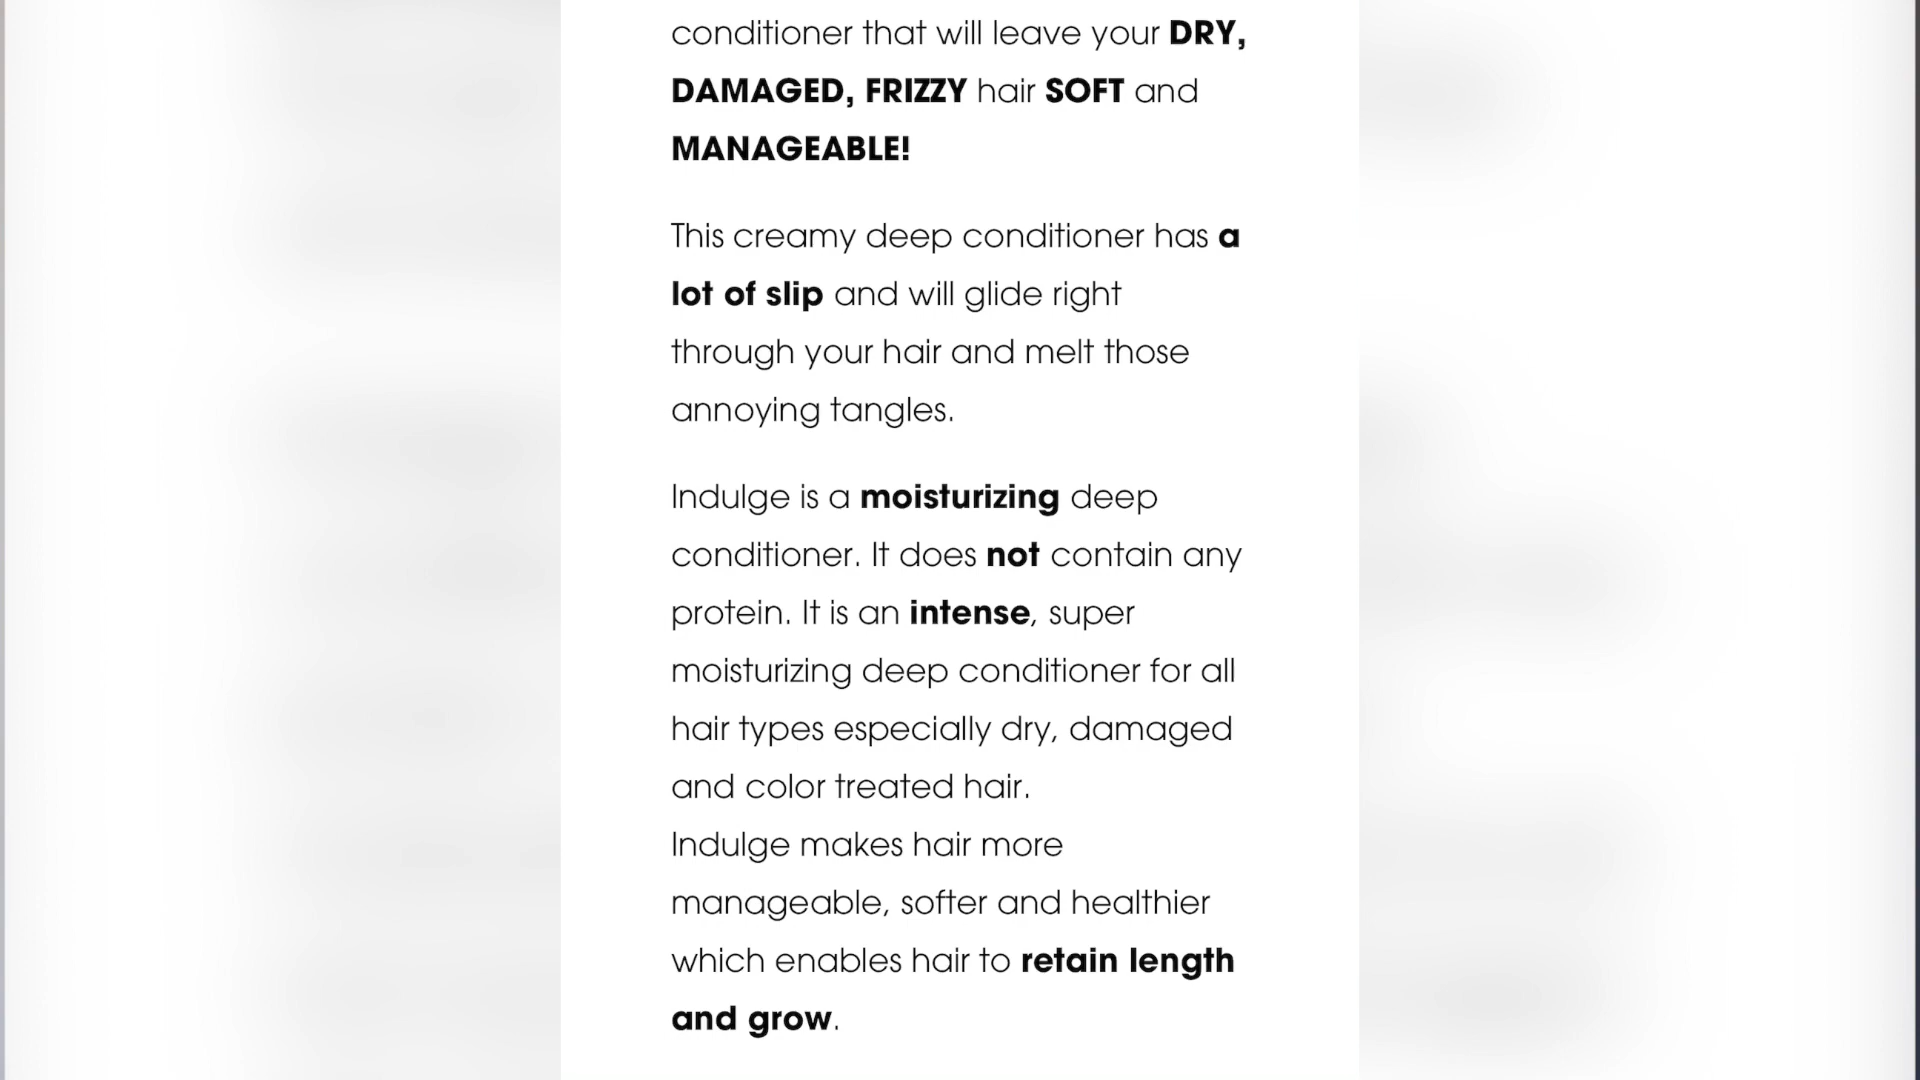 conditioner that will leave your DRY,
DAMAGED, FRIZZY hair SOFT and
MANAGEABLE!
This creamy deep conditioner has a
lot of slip and will glide right
through your hair and melt those
annoying tangles.
Indulge is a moisturizing deep
conditioner. It does not contain any
protein. It is an intense, super
moisturizing deep conditioner for all
hair types especially dry, damaged
and color treated hair.
Indulge makes hair more
manageable, softer and healthier
which enables hair to retain length
and grow.